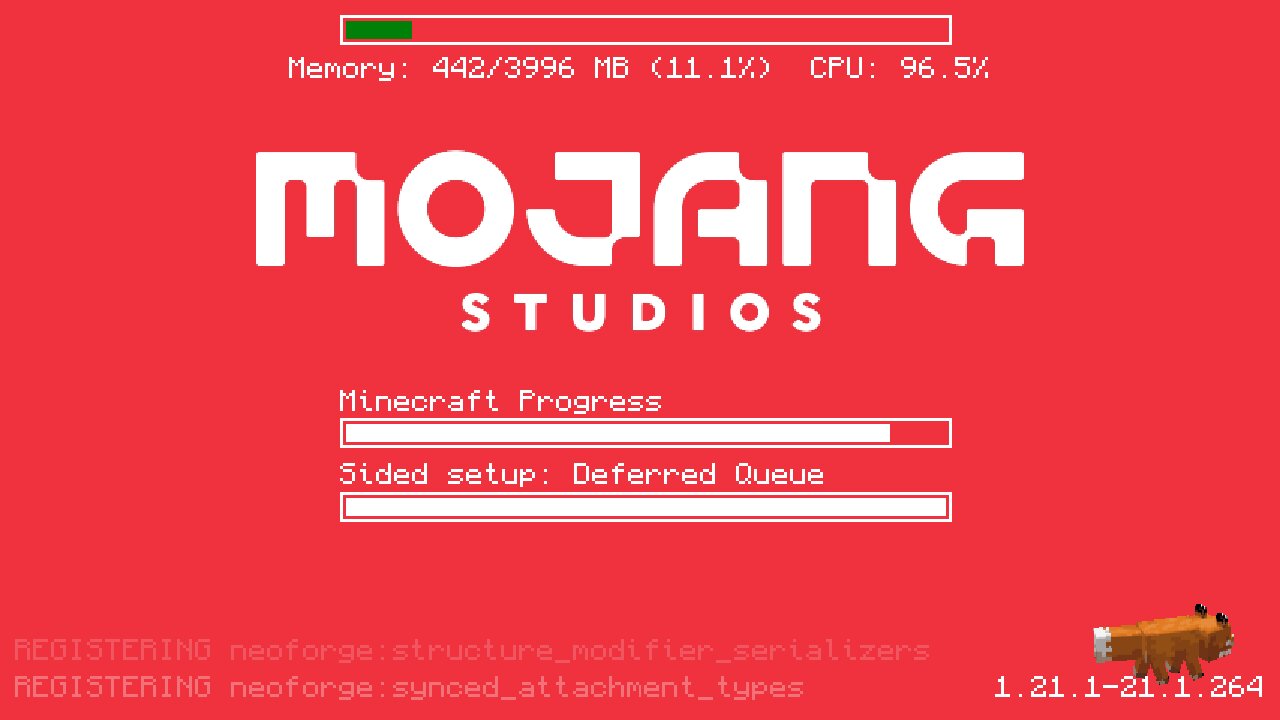 Memory: 442/3996 MB (11.1%)  CPU: 96.5%
MOJANG
STUDIOS
Minecraft Progress
Sided setup: Deferred Queue
REGISTERING neoforge:structure_modifier_serializers
REGISTERING neoforge:synced_attachment_types
1.21.1-21.1.264